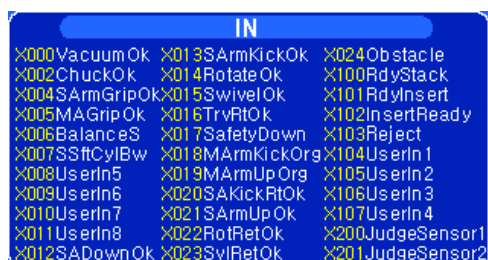 IN
X000VacuumOk X013SArmKickOk X024Obstacle
X002ChuckOk X014RotateOk X100RdyStack
X004SArmGripOk X015SwivelOk X101RdyInsert
X005MAGripOk X016TrvRtOk X102InsertReady
X006BalanceS X017SafetyDown X103Reject
X007SSftCylBw X018MArmKickOrg X104UserIn1
X008UserIn5 X019MArmUpOrg X105UserIn2
X009UserIn6 X020SAKickRtOk X106UserIn3
X010UserIn7 X021SArmUpOk X107UserIn4
X011UserIn8 X022RotRetOk X200JudgeSensor1
X012SADownOk X023SvlRetOk X201JudgeSensor2